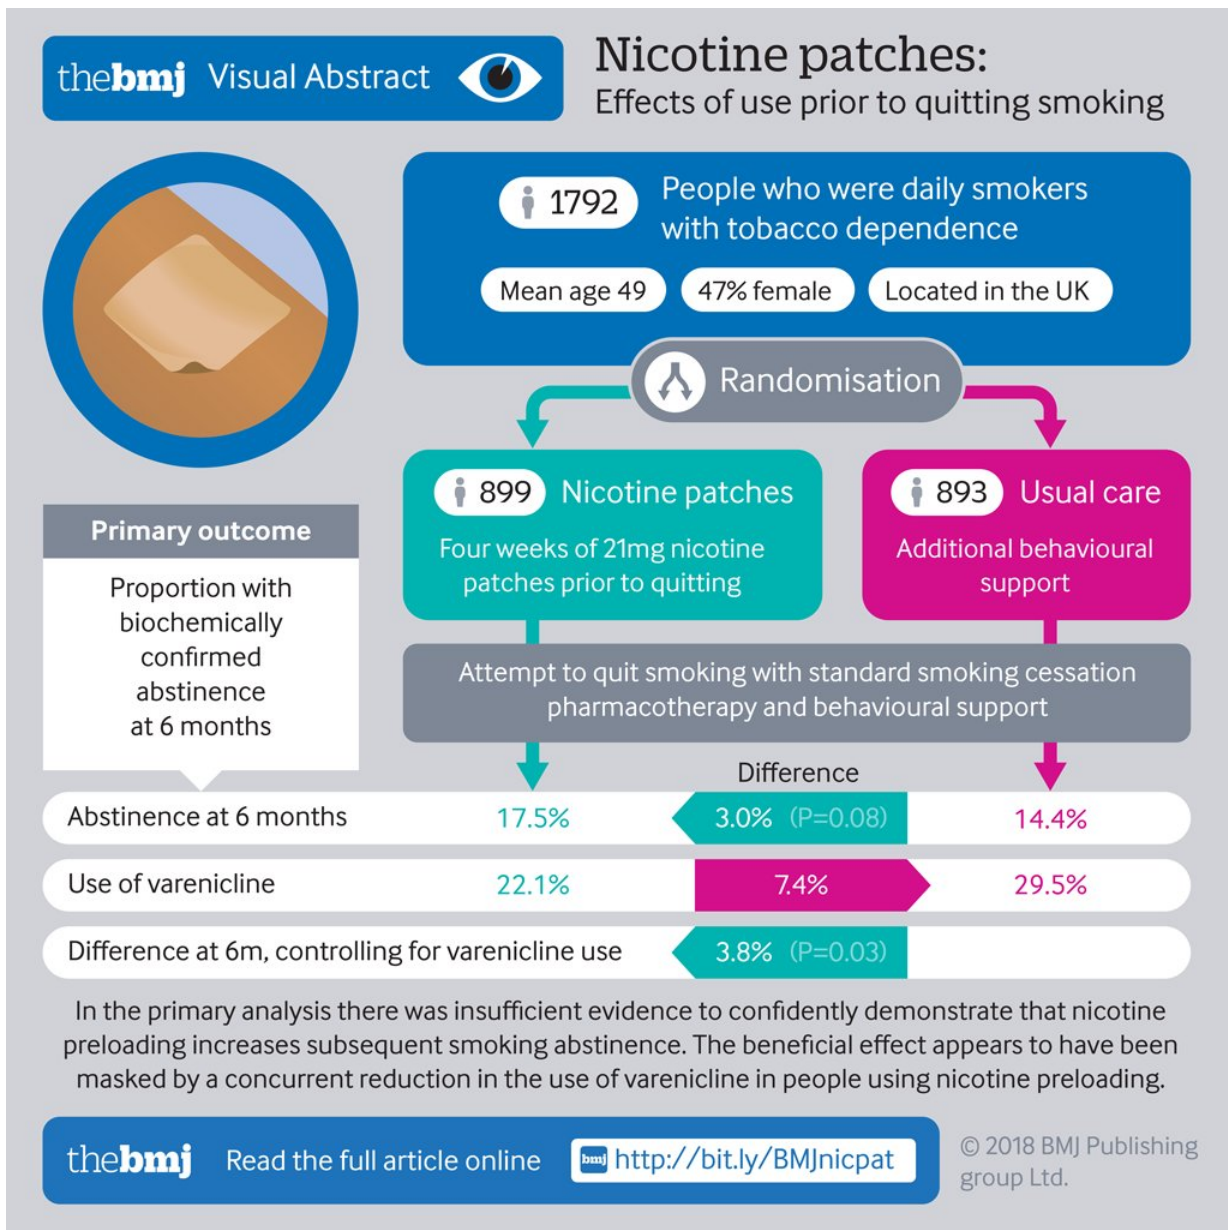 thebmj Visual Abstract
Nicotine patches:
Effects of use prior to quitting smoking
1792
People who were daily smokers
with tobacco dependence
Mean age 49
47% female
Located in the UK
Randomisation
899 Nicotine patches
Four weeks of 21mg nicotine
patches prior to quitting
893 Usual care
Additional behavioural
support
Primary outcome
Proportion with
biochemically
confirmed
abstinence
at 6 months
Attempt to quit smoking with standard smoking cessation
pharmacotherapy and behavioural support
Difference
Abstinence at 6 months 17.5% 3.0% (P=0.08) 14.4%
Use of varenicline 22.1% 7.4% 29.5%
Difference at 6m, controlling for varenicline use 3.8% (P=0.03)
In the primary analysis there was insufficient evidence to confidently demonstrate that nicotine
preloading increases subsequent smoking abstinence. The beneficial effect appears to have been
masked by a concurrent reduction in the use of varenicline in people using nicotine preloading.
thebmj Read the full article online bmj http://bit.ly/BMJnicpat
© 2018 BMJ Publishing
group Ltd.